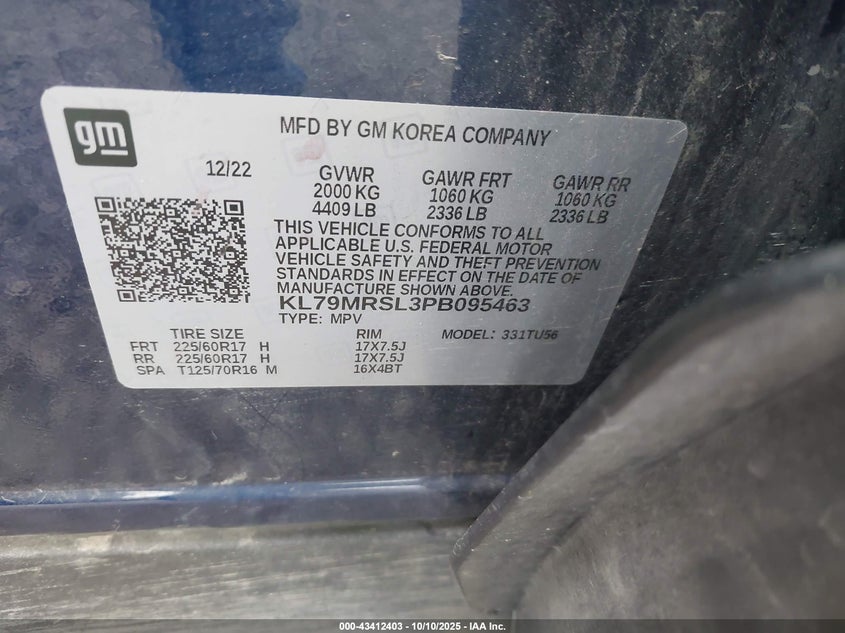 gm
MFD BY GM KOREA COMPANY
12/22
GVWR
2000 KG
4409 LB
GAWR FRT
1060 KG
2336 LB
GAWR RR
1060 KG
2336 LB
THIS VEHICLE CONFORMS TO ALL
APPLICABLE U.S. FEDERAL MOTOR
VEHICLE SAFETY AND THEFT PREVENTION
STANDARDS IN EFFECT ON THE DATE OF
MANUFACTURE SHOWN ABOVE.
KL79MRSL3PB095463
TYPE: MPV
MODEL: 331TU56
TIRE SIZE RIM
FRT 225/60R17 H 17X7.5J
RR 225/60R17 H 17X7.5J
SPA T125/70R16 M 16X4BT
000-43412403 - 10/10/2025 - IAA Inc.